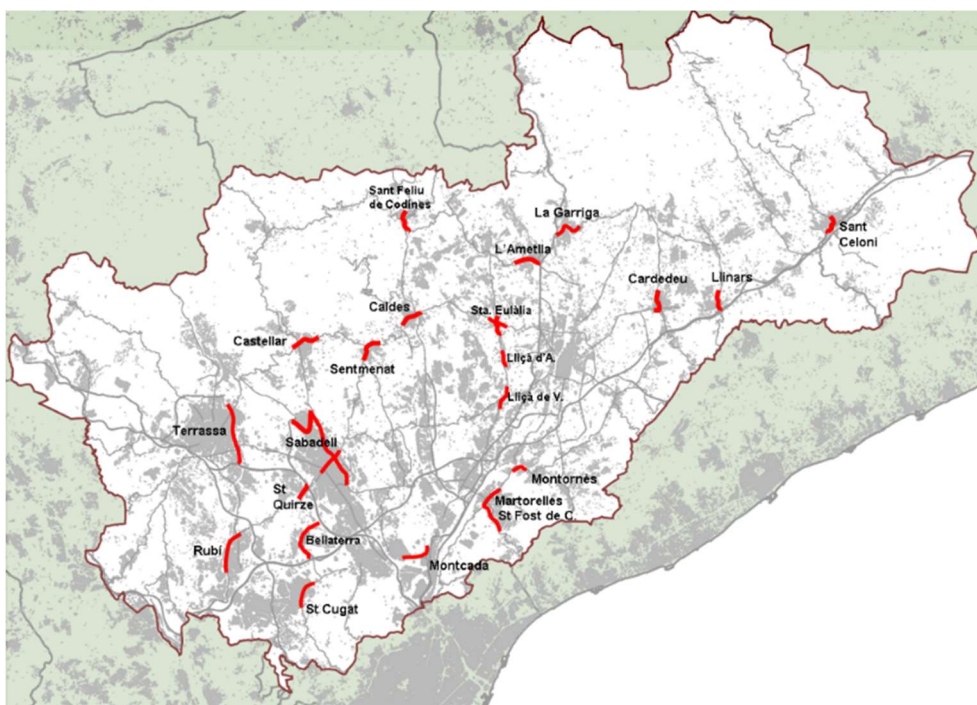 Sant Feliu
de Codines
La Garriga
Sant
Celoni
L'Ametlla
Cardedeu
Llinars
Caldes
Sta. Eulàlia
Castellar
Sentmenat
Lliçà d'A.
Lliçà de V.
Terrassa
Sabadell
Montornès
St
Quirze
Martorelles
St Fost de C.
Bellaterra
Rubí
Montcada
St Cugat